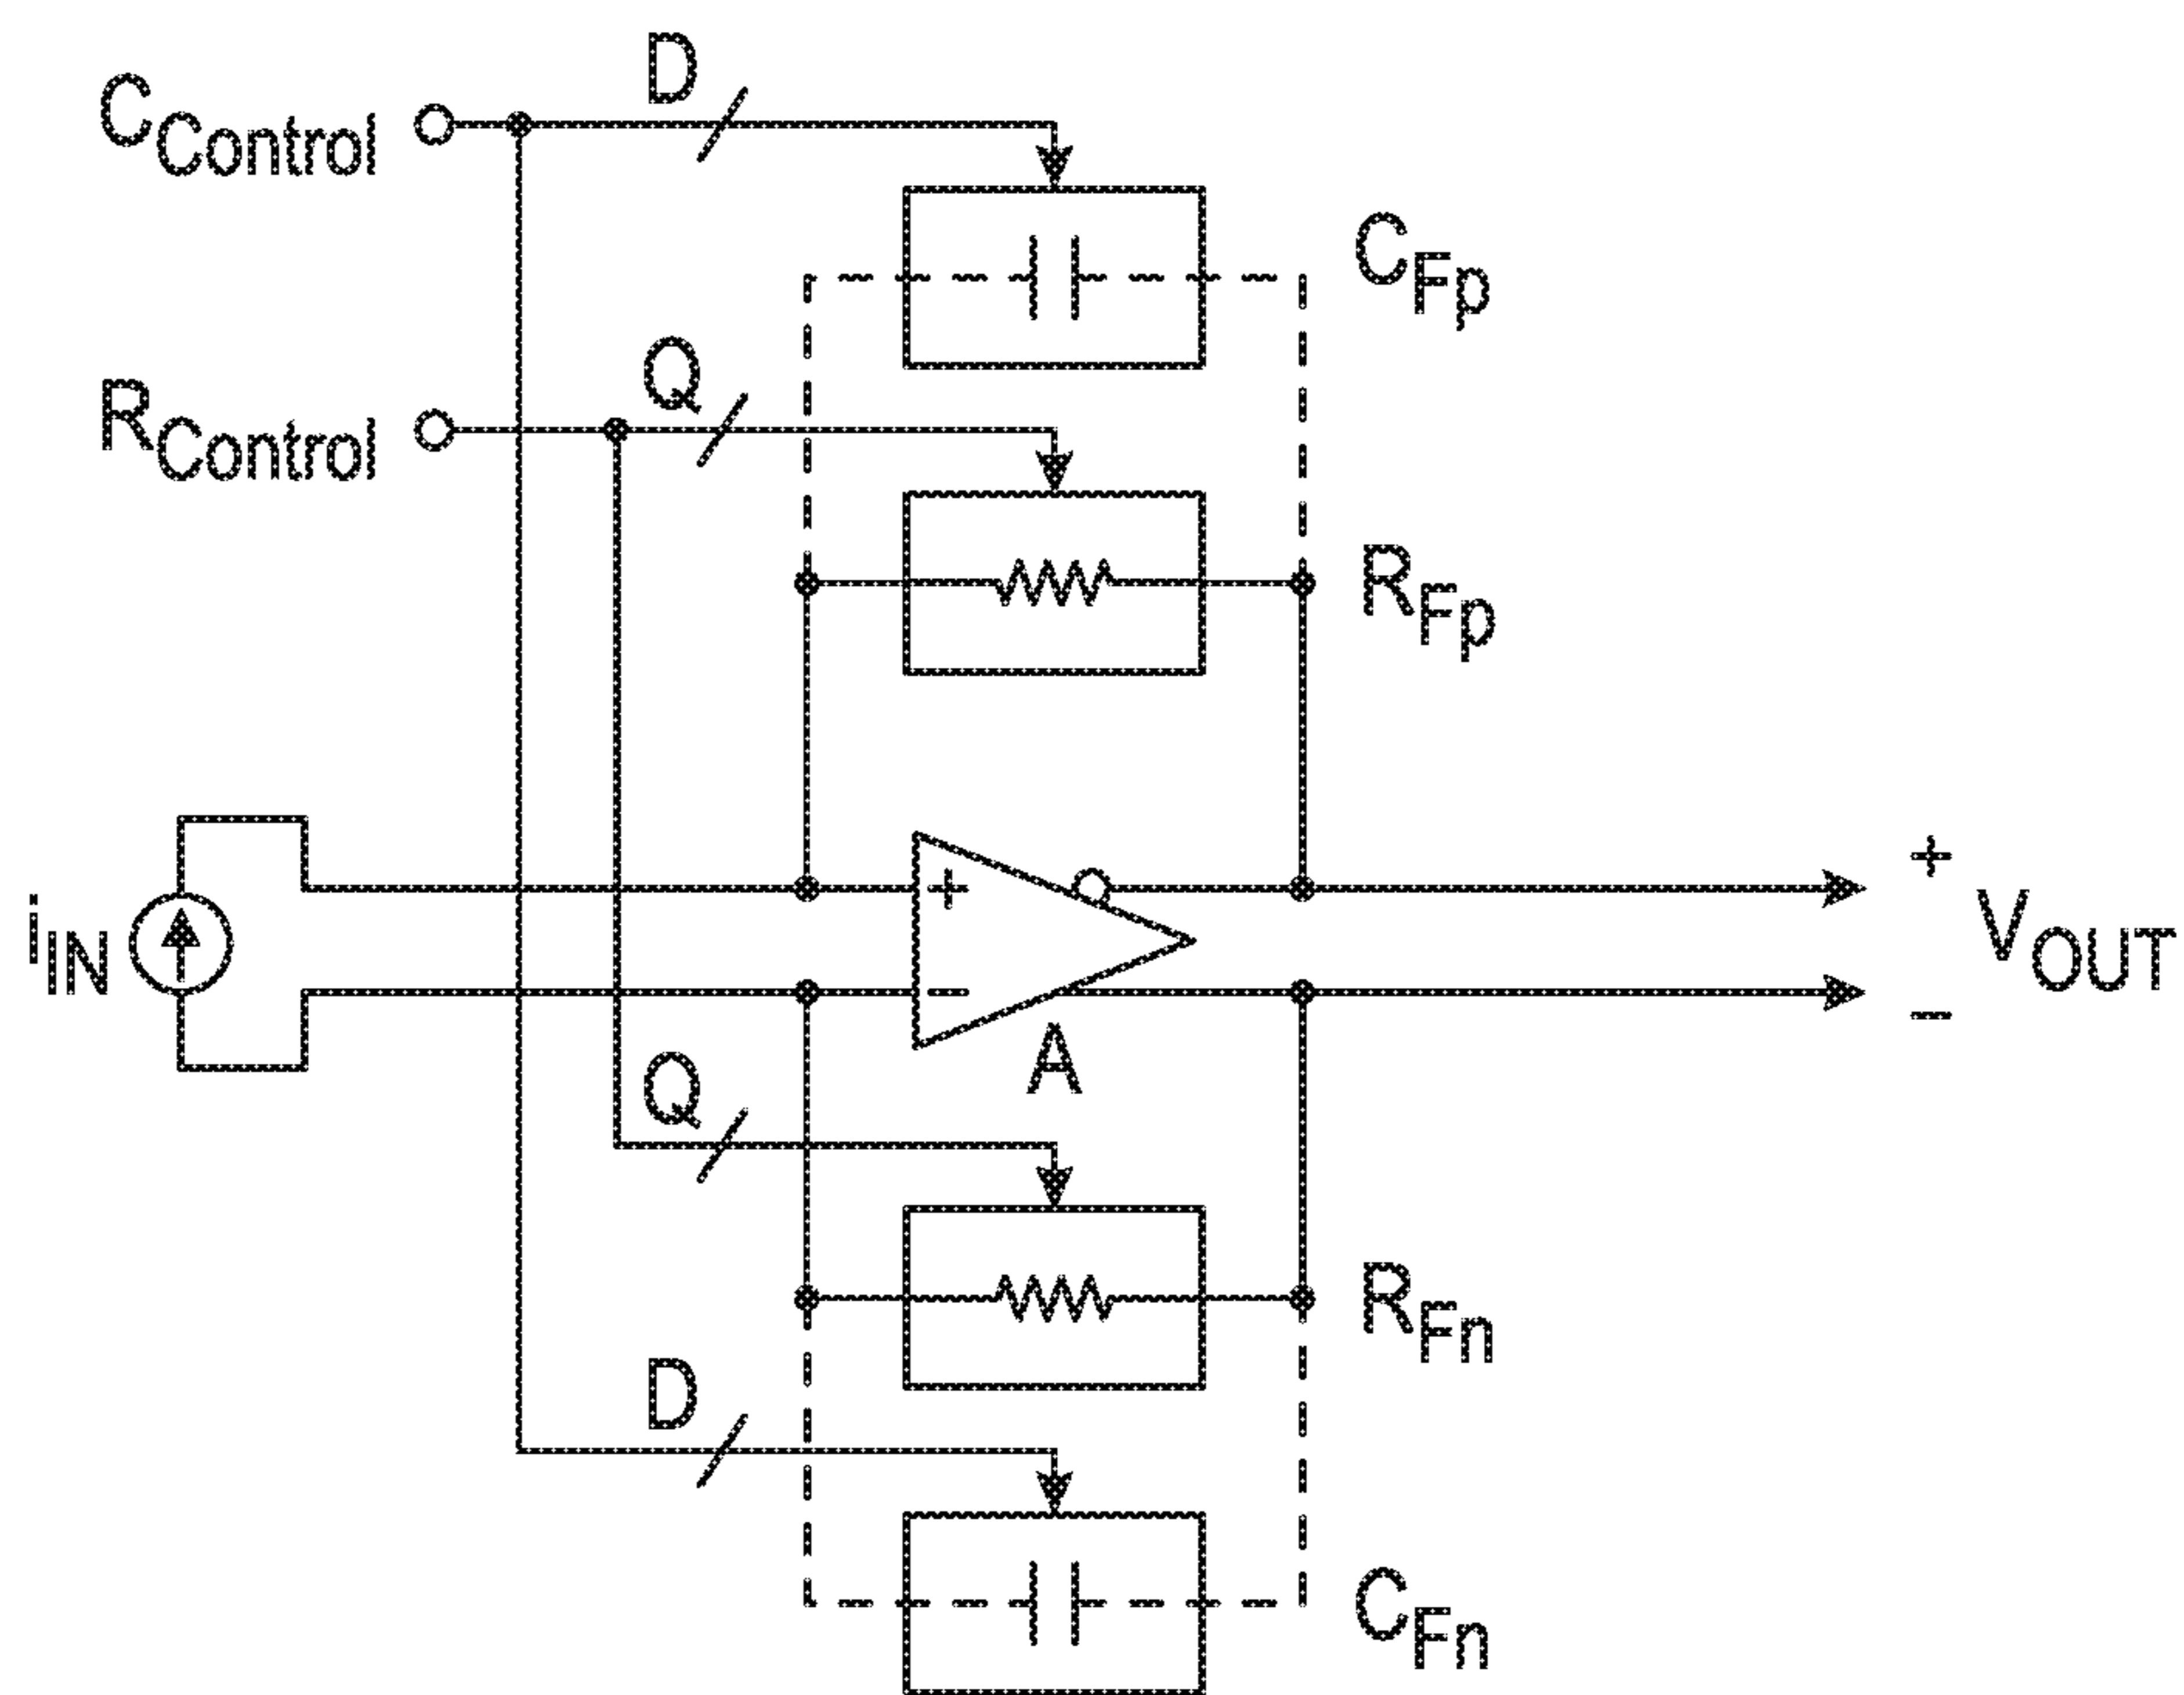 D
C_Control
C_Fp
Q
R_Control
R_Fp
+
+
i_IN
V_OUT
−
−
A
Q
R_Fn
D
C_Fn